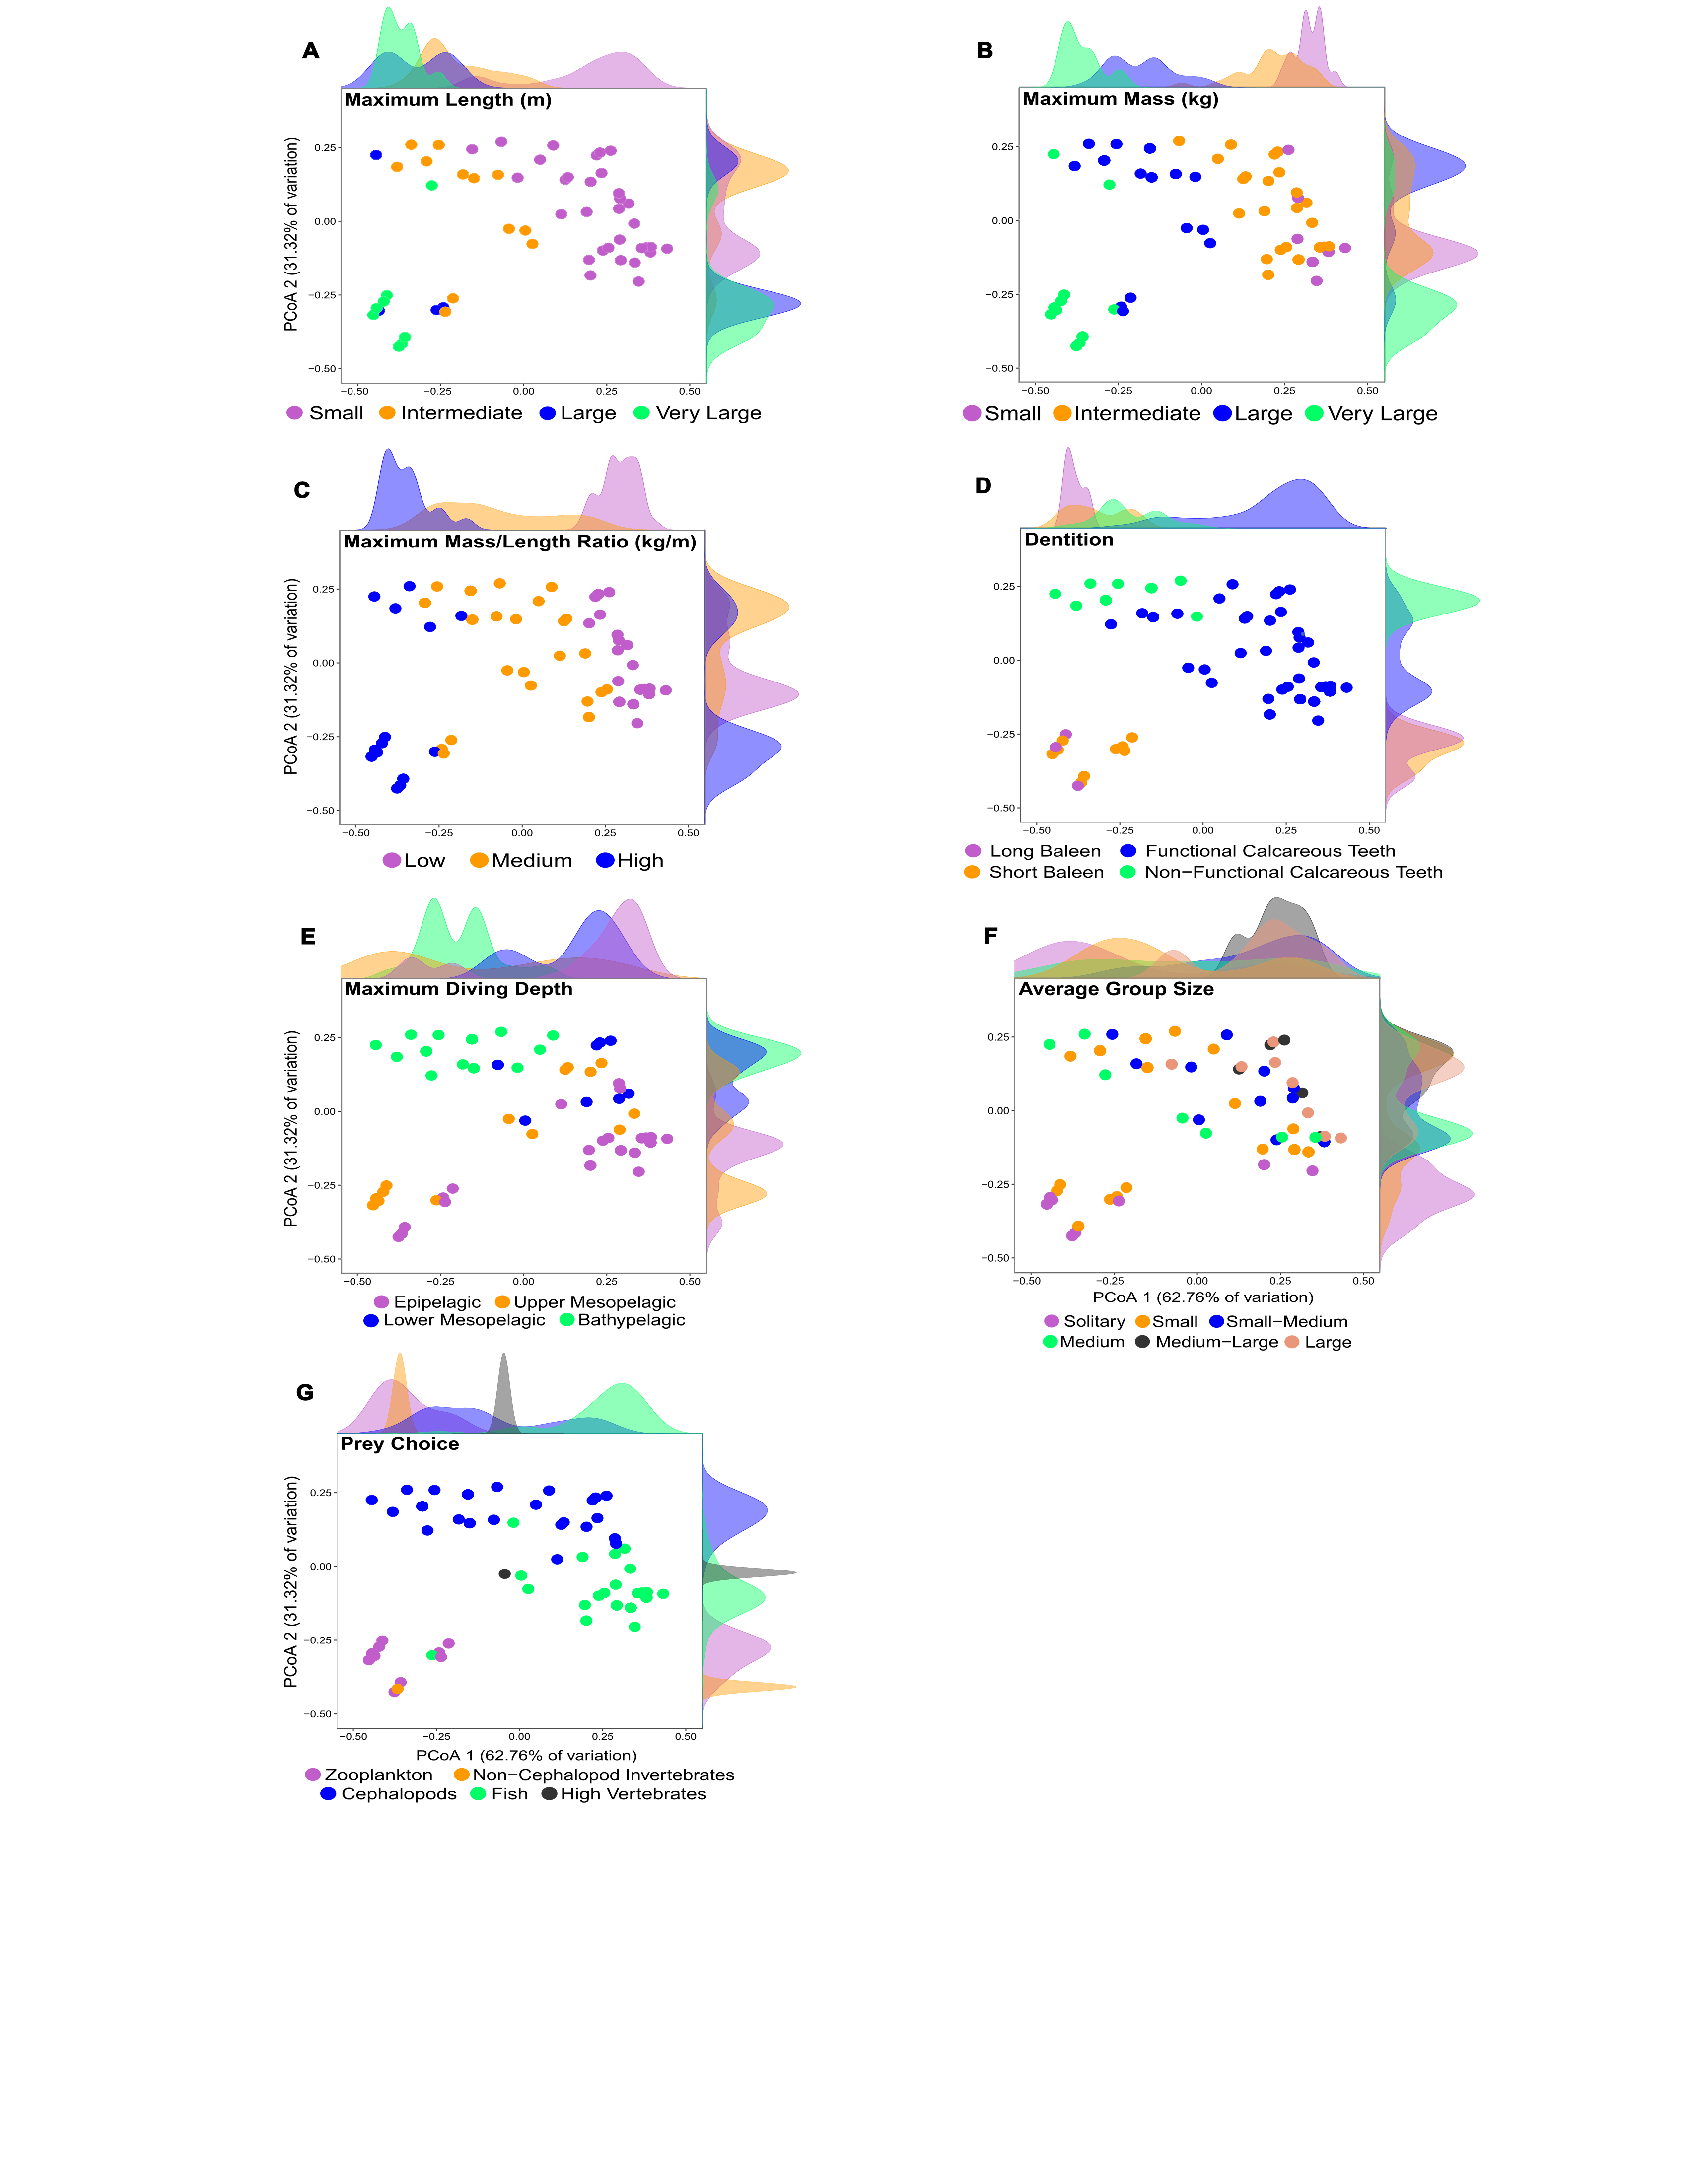 A
Maximum Length (m)
PCoA 2 (31.32% of variation)
0.25
0.00
−0.25
−0.50
−0.50 −0.25 0.00 0.25 0.50
Small Intermediate Large Very Large
B
Maximum Mass (kg)
0.25
0.00
−0.25
−0.50
−0.50 −0.25 0.00 0.25 0.50
Small Intermediate Large Very Large
C
Maximum Mass/Length Ratio (kg/m)
PCoA 2 (31.32% of variation)
0.25
0.00
−0.25
−0.50
−0.50 −0.25 0.00 0.25 0.50
Low Medium High
D
Dentition
0.25
0.00
−0.25
−0.50
−0.50 −0.25 0.00 0.25 0.50
Long Baleen Functional Calcareous Teeth
Short Baleen Non−Functional Calcareous Teeth
E
Maximum Diving Depth
PCoA 2 (31.32% of variation)
0.25
0.00
−0.25
−0.50
−0.50 −0.25 0.00 0.25 0.50
Epipelagic Upper Mesopelagic
Lower Mesopelagic Bathypelagic
F
Average Group Size
0.25
0.00
−0.25
−0.50
−0.50 −0.25 0.00 0.25 0.50
PCoA 1 (62.76% of variation)
Solitary Small Small−Medium
Medium Medium−Large Large
G
Prey Choice
PCoA 2 (31.32% of variation)
0.25
0.00
−0.25
−0.50
−0.50 −0.25 0.00 0.25 0.50
PCoA 1 (62.76% of variation)
Zooplankton Non−Cephalopod Invertebrates
Cephalopods Fish High Vertebrates